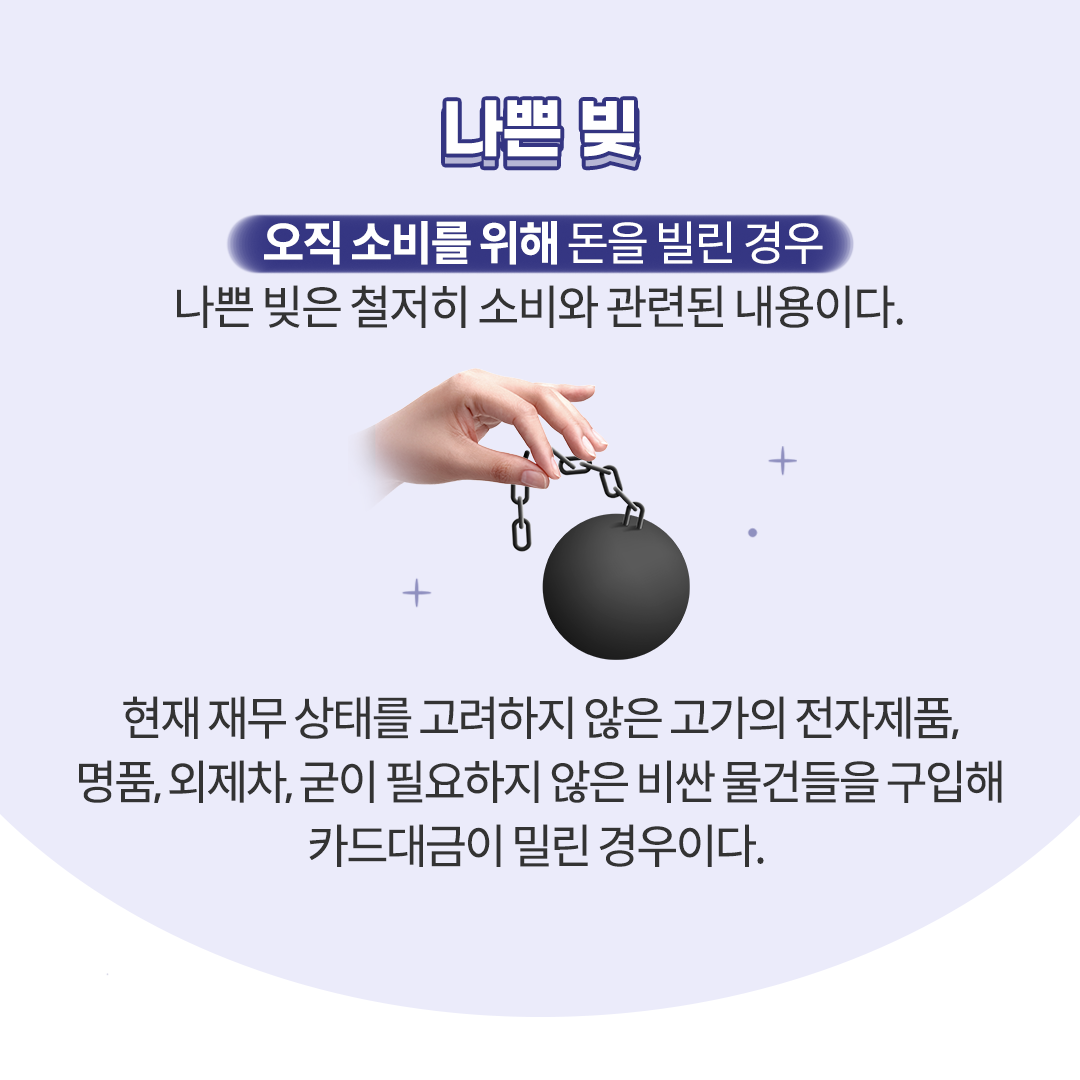 나쁜 빚
오직 소비를 위해 돈을 빌린 경우
나쁜 빚은 철저히 소비와 관련된 내용이다.
현재 재무 상태를 고려하지 않은 고가의 전자제품,
명품, 외제차, 굳이 필요하지 않은 비싼 물건들을 구입해
카드대금이 밀린 경우이다.